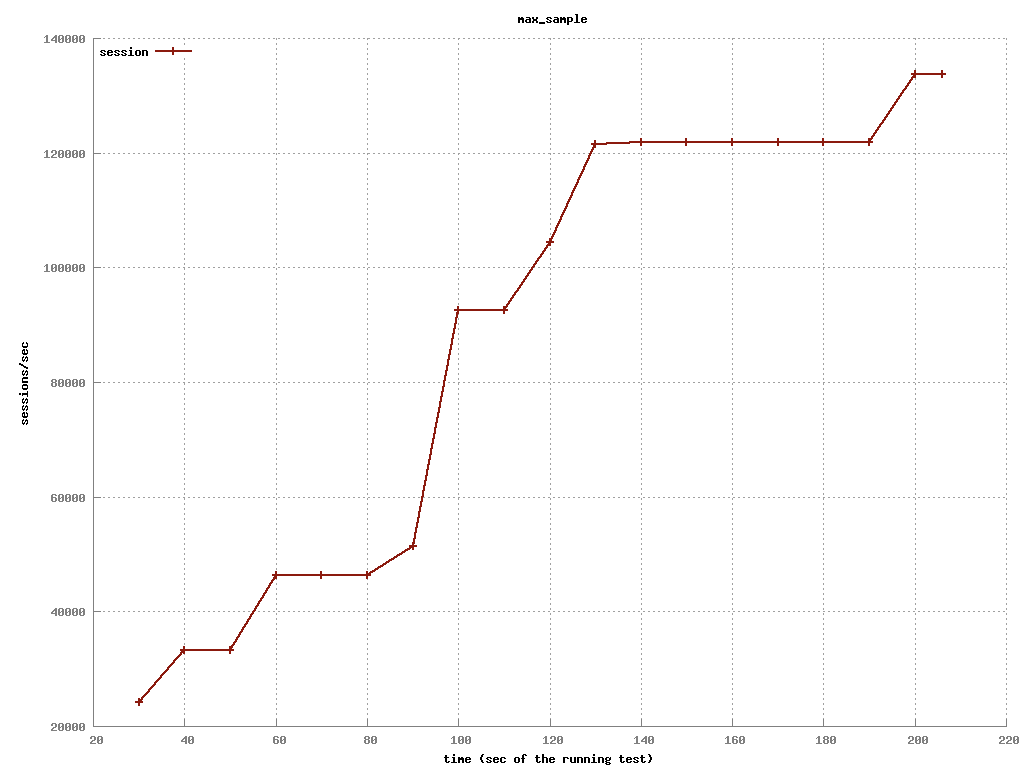 max_sample
140000
session
120000
100000
sessions/sec
80000
60000
40000
20000
20 40 60 80 100 120 140 160 180 200 220
time (sec of the running test)